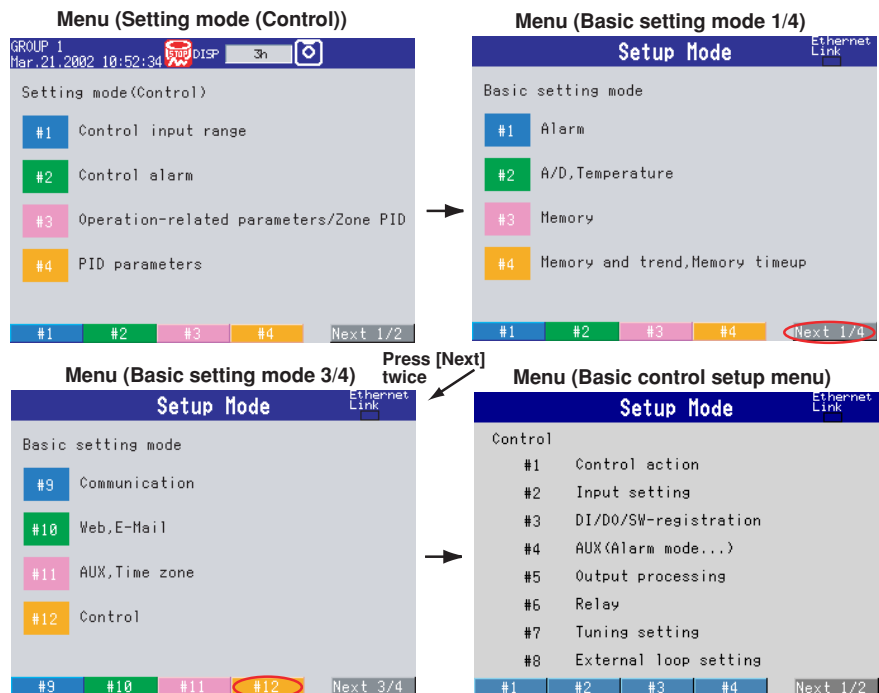 Menu (Setting mode (Control))
GROUP 1
Mar.21.2002 10:52:34
STOP
DISP
3h
Setting mode(Control)
#1 Control input range
#2 Control alarm
#3 Operation-related parameters/Zone PID
#4 PID parameters
#1 #2 #3 #4 Next 1/2
Menu (Basic setting mode 1/4)
Setup Mode
Ethernet
Link
Basic setting mode
#1 Alarm
#2 A/D,Temperature
#3 Memory
#4 Memory and trend,Memory timeup
#1 #2 #3 #4 Next 1/4
Press [Next]
twice
Menu (Basic setting mode 3/4)
Setup Mode
Ethernet
Link
Basic setting mode
#9 Communication
#10 Web,E-Mail
#11 AUX,Time zone
#12 Control
#9 #10 #11 #12 Next 3/4
Menu (Basic control setup menu)
Setup Mode
Ethernet
Link
Control
#1 Control action
#2 Input setting
#3 DI/DO/SW-registration
#4 AUX(Alarm mode...)
#5 Output processing
#6 Relay
#7 Tuning setting
#8 External loop setting
#1 #2 #3 #4 Next 1/2